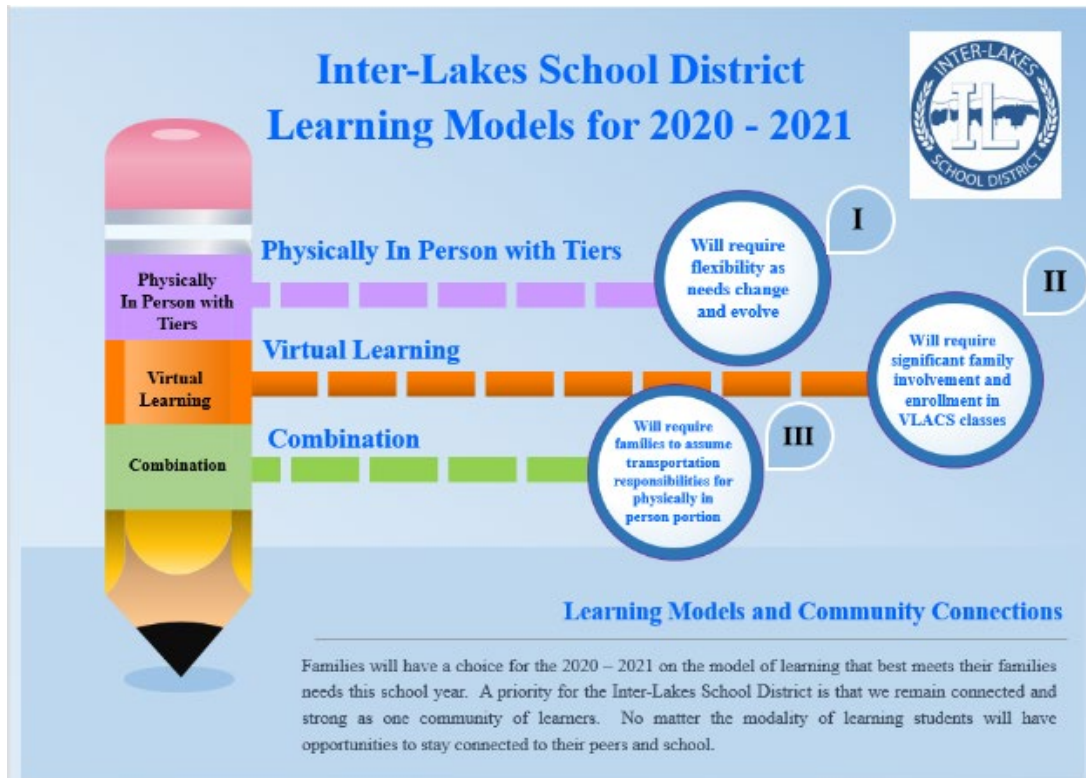 Inter-Lakes School District
Learning Models for 2020 - 2021
INTER-LAKES
IL
SCHOOL DISTRICT
Physically
In Person with
Tiers
Physically In Person with Tiers
Will require
flexibility as
needs change
and evolve
I
Virtual
Learning
Virtual Learning
Will require
significant family
involvement and
enrollment in
VLACS classes
II
Combination
Combination
Will require
families to assume
transportation
responsibilities for
physically in
person portion
III
Learning Models and Community Connections
Families will have a choice for the 2020 – 2021 on the model of learning that best meets their families
needs this school year. A priority for the Inter-Lakes School District is that we remain connected and
strong as one community of learners. No matter the modality of learning students will have
opportunities to stay connected to their peers and school.